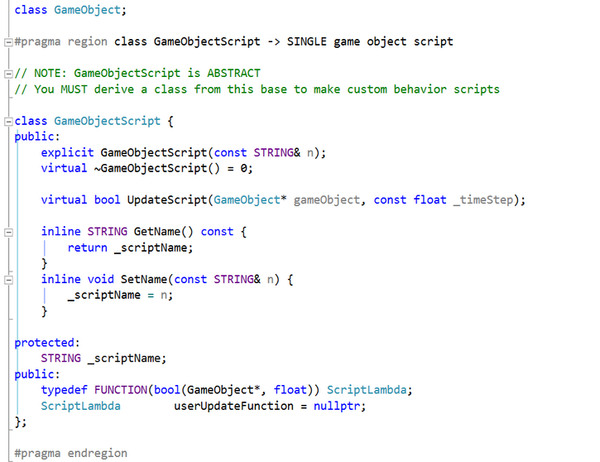 class GameObject;
#pragma region class GameObjectScript -> SINGLE game object script
// NOTE: GameObjectScript is ABSTRACT
// You MUST derive a class from this base to make custom behavior scripts
class GameObjectScript {
public:
    explicit GameObjectScript(const STRING& n);
    virtual ~GameObjectScript() = 0;
    virtual bool UpdateScript(GameObject* gameObject, const float _timeStep);
    inline STRING GetName() const {
        return _scriptName;
    }
    inline void SetName(const STRING& n) {
        _scriptName = n;
    }
protected:
    STRING _scriptName;
public:
    typedef FUNCTION(bool(GameObject*, float)) ScriptLambda;
    ScriptLambda        userUpdateFunction = nullptr;
};
#pragma endregion